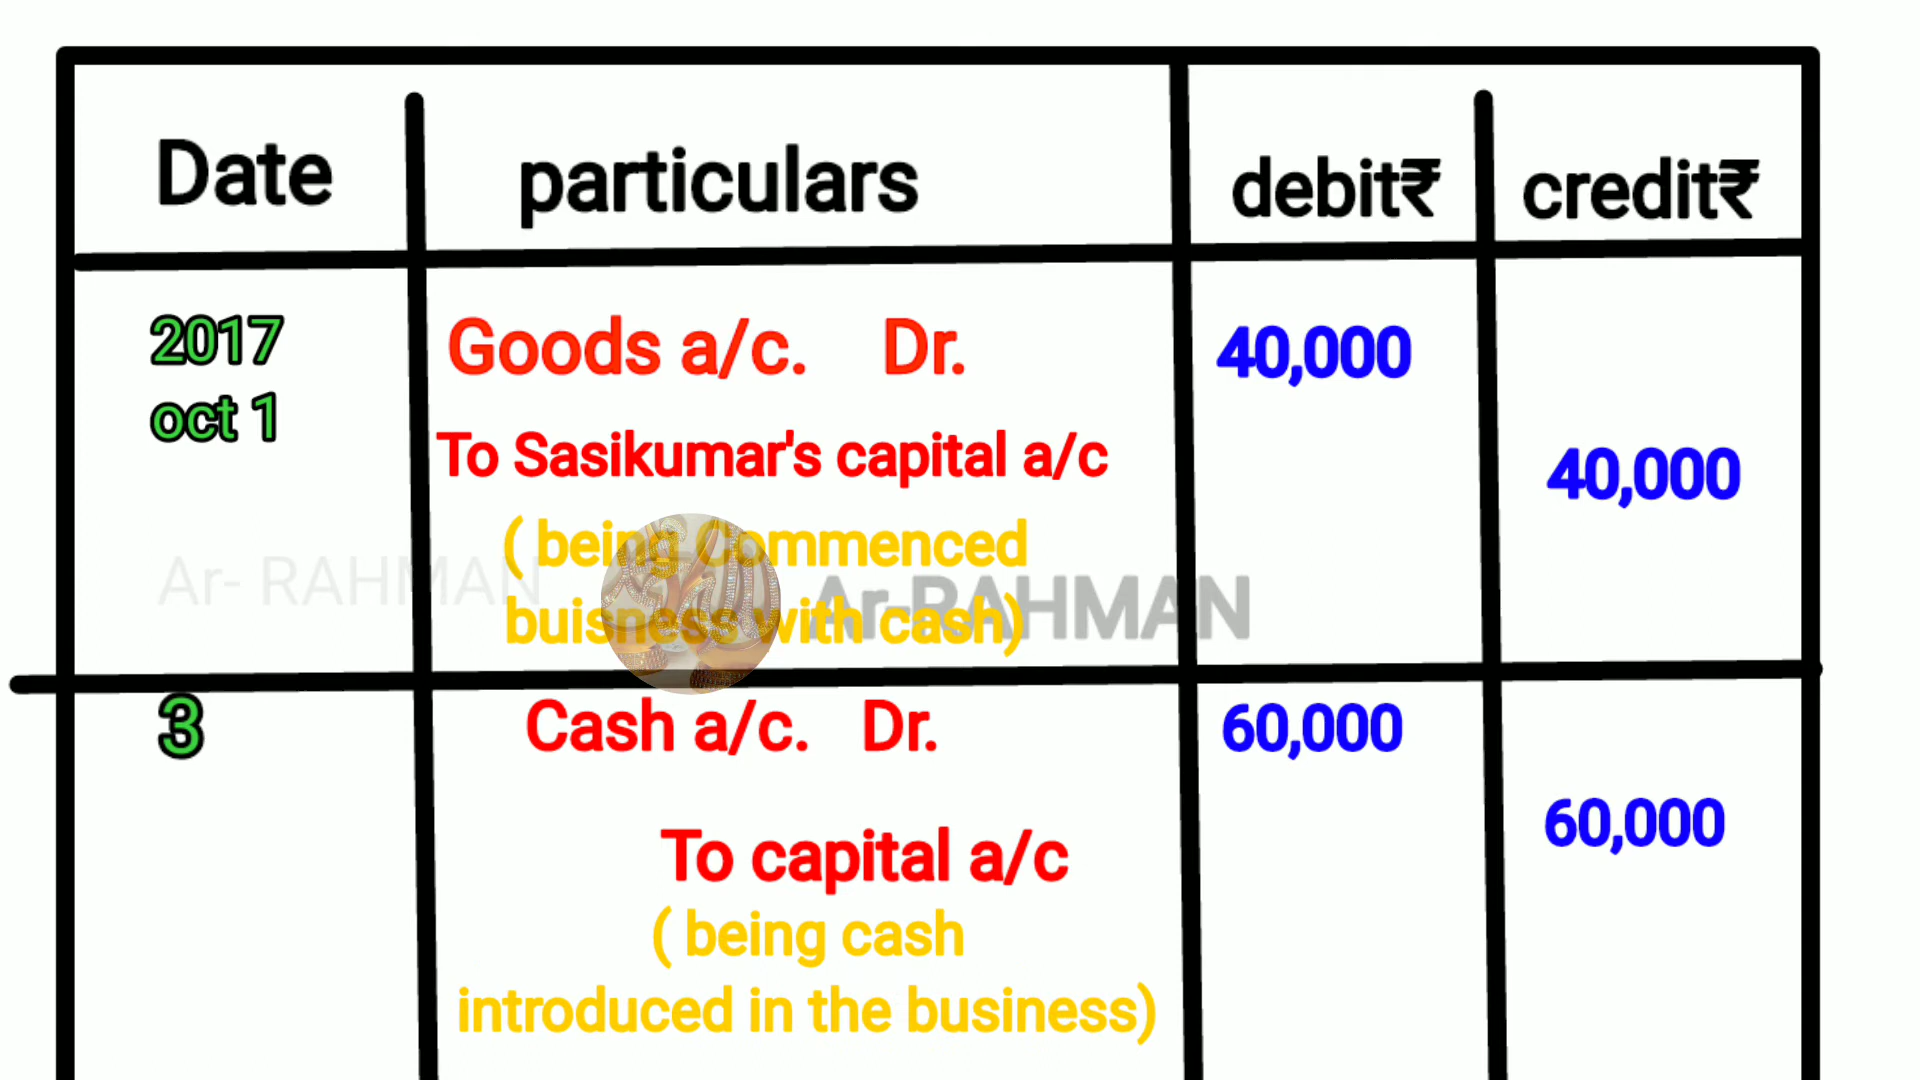 Date particulars debit₹ credit₹
2017 Goods a/c. Dr. 40,000
oct 1
To Sasikumar's capital a/c 40,000
( being Commenced
Ar- RAHMAN
Ar-RAHMAN
buisness with cash)
3 Cash a/c. Dr. 60,000
60,000
To capital a/c
( being cash
introduced in the business)